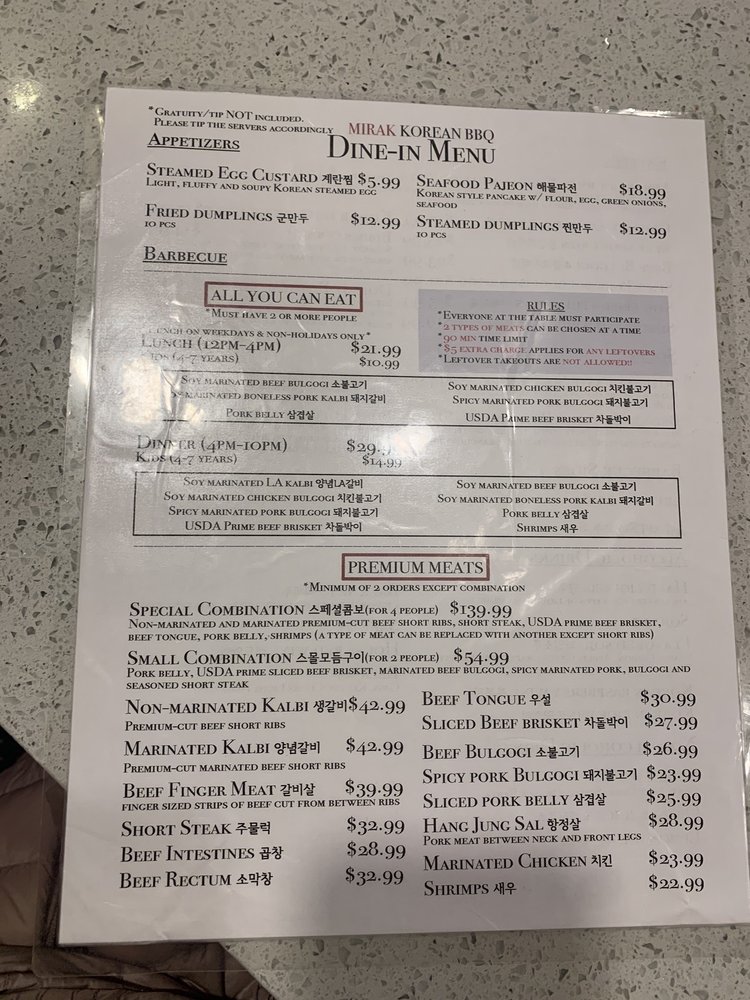 *Gratuity/tip NOT included.
Please tip the servers accordingly
MIRAK KOREAN BBQ
Dine-in Menu
Appetizers
Steamed Egg Custard 계란찜 $5.99
Light, fluffy and soupy Korean steamed egg
Seafood Pajeon 해물파전 $18.99
Korean style pancake w/ flour, egg, green onions,
seafood
Fried dumplings 군만두 $12.99
10 pcs
Steamed dumplings 찐만두 $12.99
10 pcs
Barbecue
ALL YOU CAN EAT
*Must have 2 or more people
Lunch on weekdays & non-holidays only*
Lunch (12pm-4pm) $21.99
Kids (4-7 years) $10.99
RULES
*Everyone at the table must participate
*2 types of meats can be chosen at a time
*90 min time limit
*$5 extra charge applies for any leftovers
*Leftover takeouts are not allowed!!
Soy marinated beef bulgogi 소불고기
Soy marinated chicken bulgogi 치킨불고기
Soy marinated boneless pork kalbi 돼지갈비
Spicy marinated pork bulgogi 돼지불고기
Pork belly 삼겹살
USDA Prime beef brisket 차돌박이
Dinner (4pm-10pm) $29.
Kids (4-7 years) $14.99
Soy marinated LA kalbi 양념LA갈비
Soy marinated beef bulgogi 소불고기
Soy marinated chicken bulgogi 치킨불고기
Soy marinated boneless pork kalbi 돼지갈비
Spicy marinated pork bulgogi 돼지불고기
Pork belly 삼겹살
USDA Prime beef brisket 차돌박이
Shrimps 새우
PREMIUM MEATS
*Minimum of 2 orders except combination
Special Combination 스페셜콤보(for 4 people) $139.99
Non-marinated and marinated premium-cut beef short ribs, short steak, USDA prime beef brisket,
beef tongue, pork belly, shrimps (a type of meat can be replaced with another except short ribs)
Small Combination 스몰모듬구이(for 2 people) $54.99
Pork belly, USDA prime sliced beef brisket, marinated beef bulgogi, spicy marinated pork, bulgogi and
seasoned short steak
Non-marinated Kalbi 생갈비 $42.99
Premium-cut beef short ribs
Marinated Kalbi 양념갈비 $42.99
Premium-cut marinated beef short ribs
Beef Finger Meat 갈비살 $39.99
finger sized strips of beef cut from between ribs
Short Steak 주물럭 $32.99
Beef Intestines 곱창 $28.99
Beef Rectum 소막창 $32.99
Beef Tongue 우설 $30.99
Sliced Beef brisket 차돌박이 $27.99
Beef Bulgogi 소불고기 $26.99
Spicy pork Bulgogi 돼지불고기 $23.99
Sliced pork belly 삼겹살 $25.99
Hang Jung Sal 항정살 $28.99
Pork meat between neck and front legs
Marinated Chicken 치킨 $23.99
Shrimps 새우 $22.99